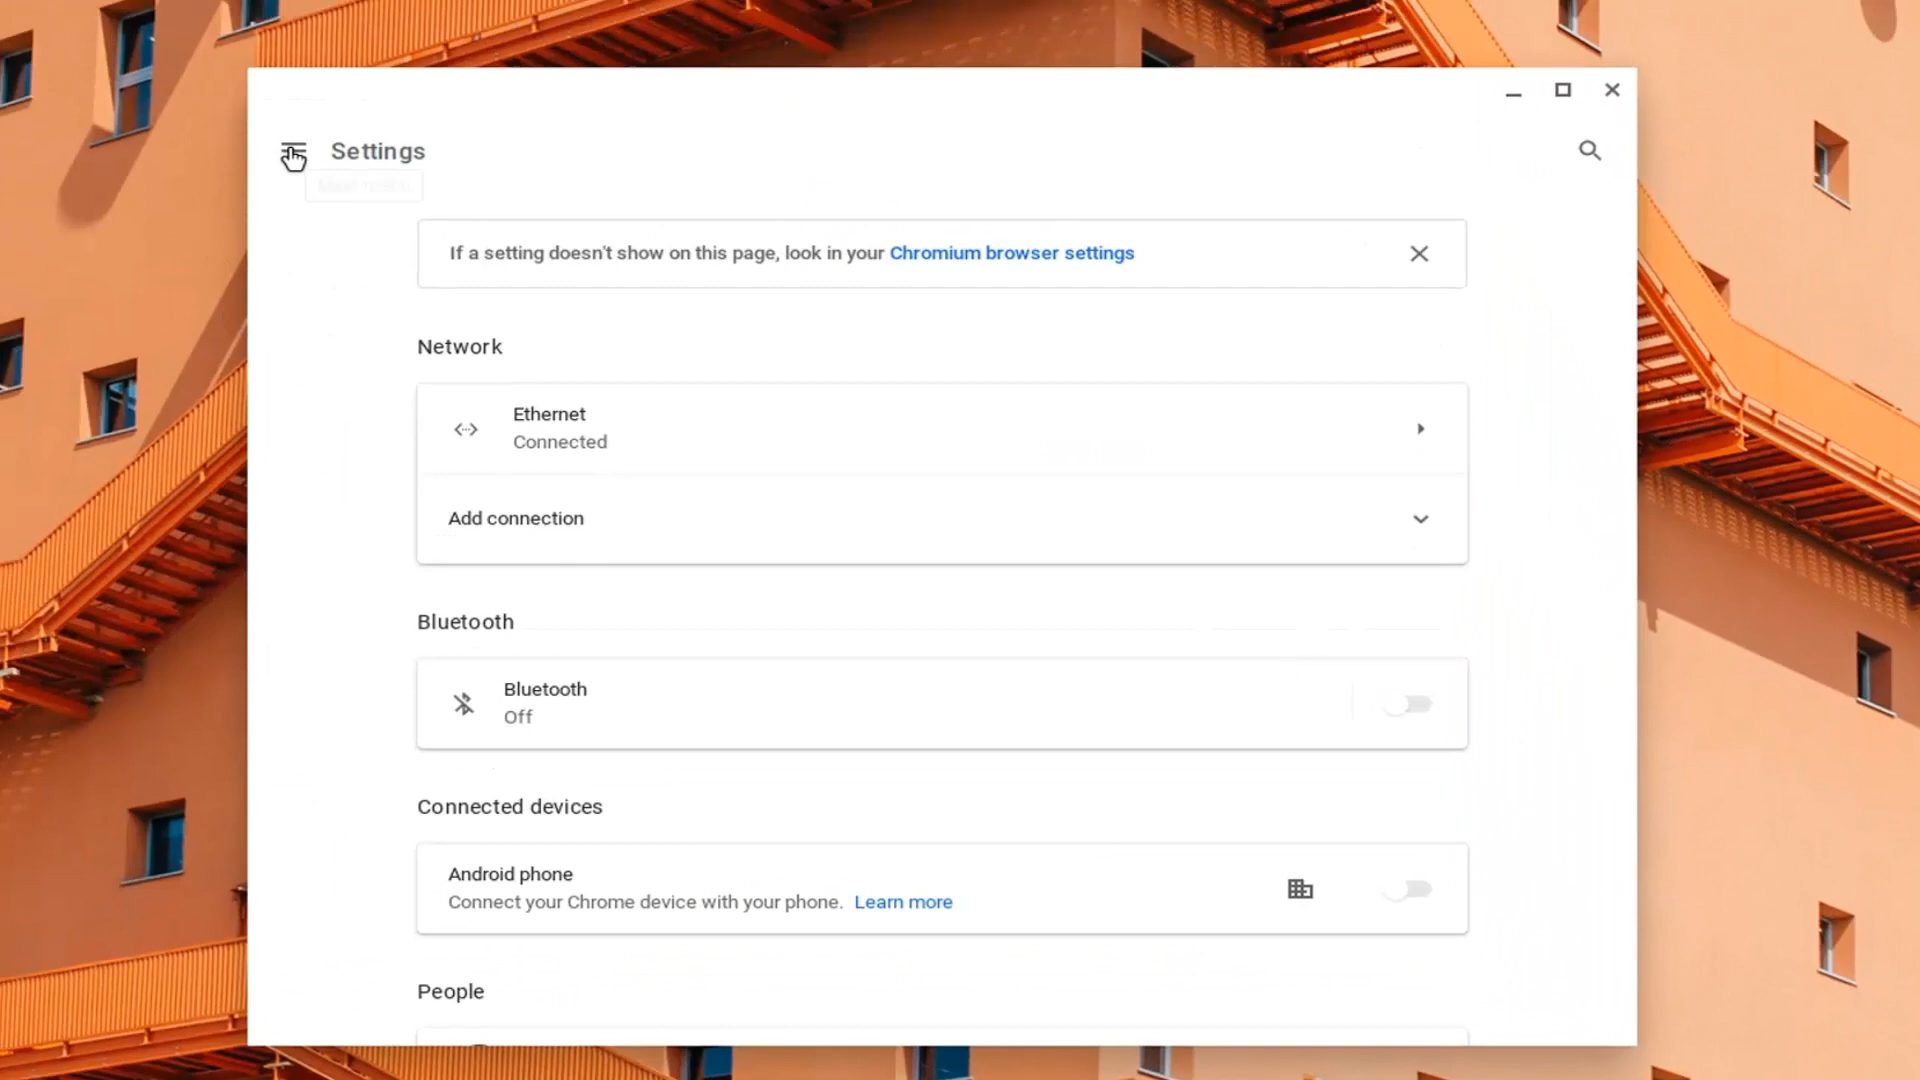 Settings
If a setting doesn't show on this page, look in your Chromium browser settings
Network
Ethernet
Connected
Add connection
Bluetooth
Bluetooth
Off
Connected devices
Android phone
Connect your Chrome device with your phone. Learn more
People